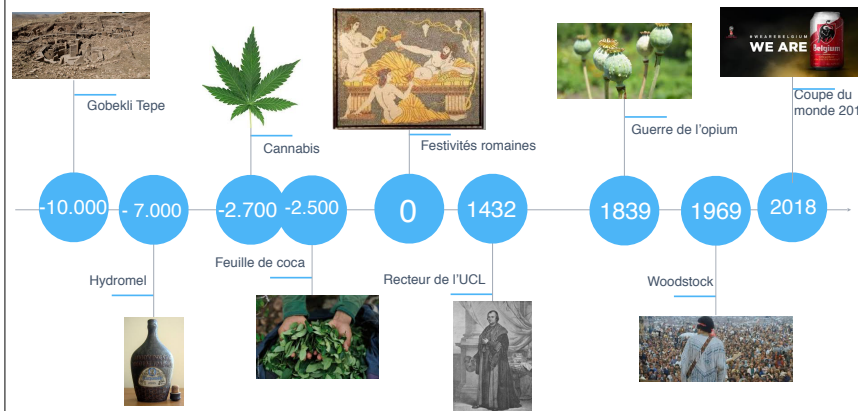 #WEAREBELGIUM
WE ARE
Belgium
Gobekli Tepe
Coupe du
monde 201
Guerre de l'opium
Cannabis
Festivités romaines
-10.000
- 7.000
-2.700
-2.500
0
1432
1839
1969
2018
Feuille de coca
Recteur de l'UCL
Hydromel
Woodstock